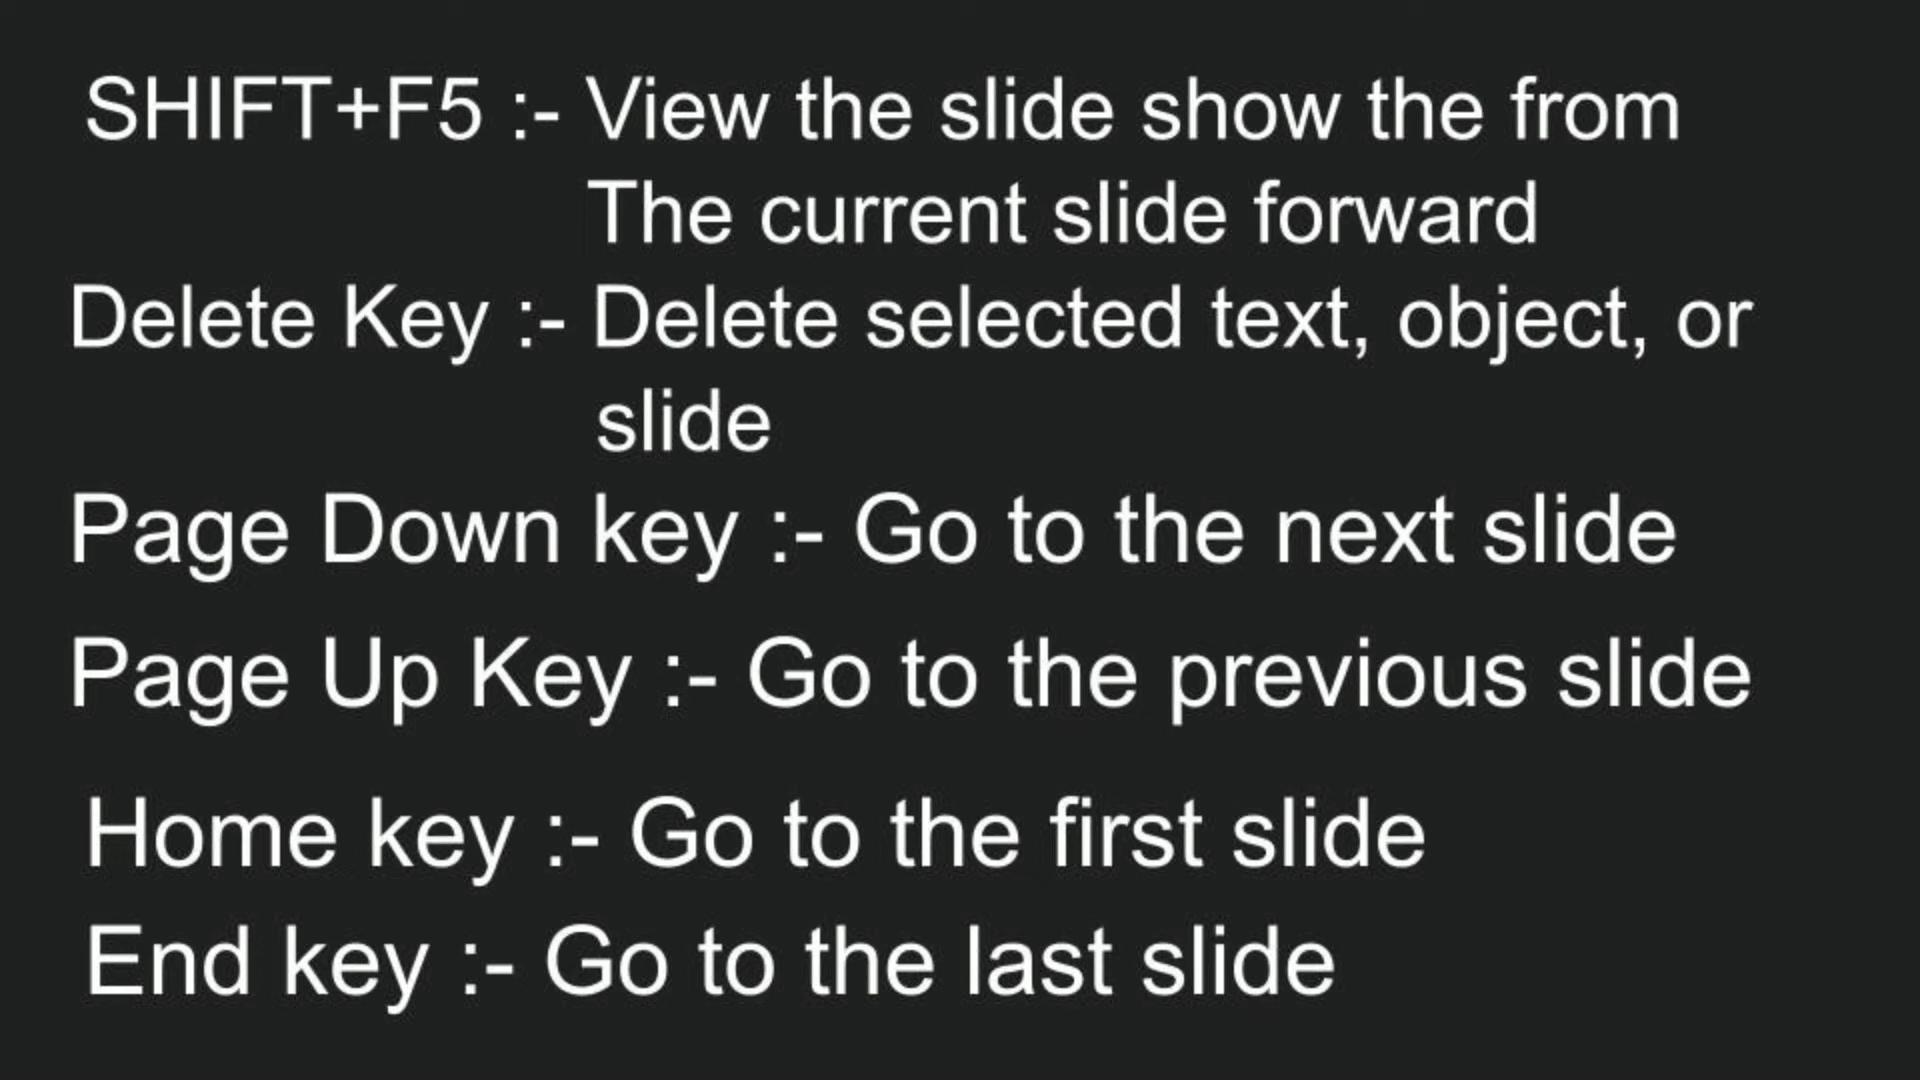 SHIFT+F5 :- View the slide show the from
The current slide forward
Delete Key :- Delete selected text, object, or
slide
Page Down key :- Go to the next slide
Page Up Key :- Go to the previous slide
Home key :- Go to the first slide
End key :- Go to the last slide